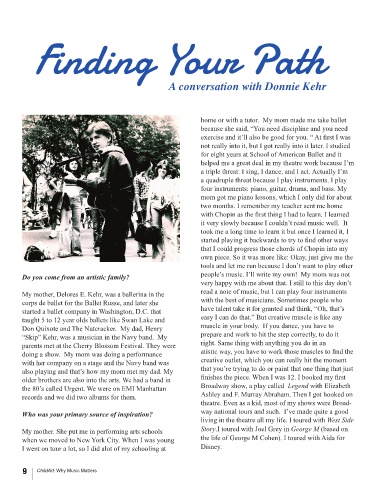 Finding Your Path
A conversation with Donnie Kehr
Do you come from an artistic family?
My mother, Delores E. Kehr, was a ballerina in the
corps de ballet for the Ballet Russe, and later she
started a ballet company in Washington, D.C. that
taught 5 to 12 year olds ballets like Swan Lake and
Don Quixote and The Nutcracker. My dad, Henry
"Skip" Kehr, was a musician in the Navy band. My
parents met at the Cherry Blossom Festival. They were
doing a show. My mom was doing a performance
with her company on a stage and the Navy band was
also playing and that's how my mom met my dad. My
older brothers are also into the arts. We had a band in
the 80's called Urgent. We were on EMI Manhattan
records and we did two albums for them.
Who was your primary source of inspiration?
My mother. She put me in performing arts schools
when we moved to New York City. When I was young
I went on tour a lot, so I did alot of my schooling at
home or with a tutor. My mom made me take ballet
because she said, "You need discipline and you need
exercise and it'll also be good for you. " At first I was
not really into it, but I got really into it later. I studied
for eight years at School of American Ballet and it
helped me a great deal in my theatre work because I'm
a triple threat: I sing, I dance, and I act. Actually I'm
a quadruple threat because I play instruments. I play
four instruments: piano, guitar, drums, and bass. My
mom got me piano lessons, which I only did for about
two months. I remember my teacher sent me home
with Chopin as the first thing I had to learn. I learned
it very slowly because I couldn't read music well. It
took me a long time to learn it but once I learned it, I
started playing it backwards to try to find other ways
that I could progress those chords of Chopin into my
own piece. So it was more like: Okay, just give me the
tools and let me run because I don't want to play other
people's music. I'll write my own! My mom was not
very happy with me about that. I still to this day don't
read a note of music, but I can play four instruments
with the best of musicians. Sometimes people who
have talent take it for granted and think, "Oh, that's
easy I can do that." But creative muscle is like any
muscle in your body. If you dance, you have to
prepare and work to hit the step correctly, to do it
right. Same thing with anything you do in an
artistic way, you have to work those muscles to find the
creative outlet, which you can really hit the moment
that you're trying to do or paint that one thing that just
finishes the piece. When I was 12, I booked my first
Broadway show, a play called Legend with Elizabeth
Ashley and F. Murray Abraham. Then I got hooked on
theatre. Even as a kid, most of my shows were Broad-
way national tours and such. I've made quite a good
living in the theatre all my life. I toured with West Side
Story.I toured with Joel Grey in George M (based on
the life of George M Cohen). I toured with Aida for
Disney.
9 ChildArt: Why Music Matters